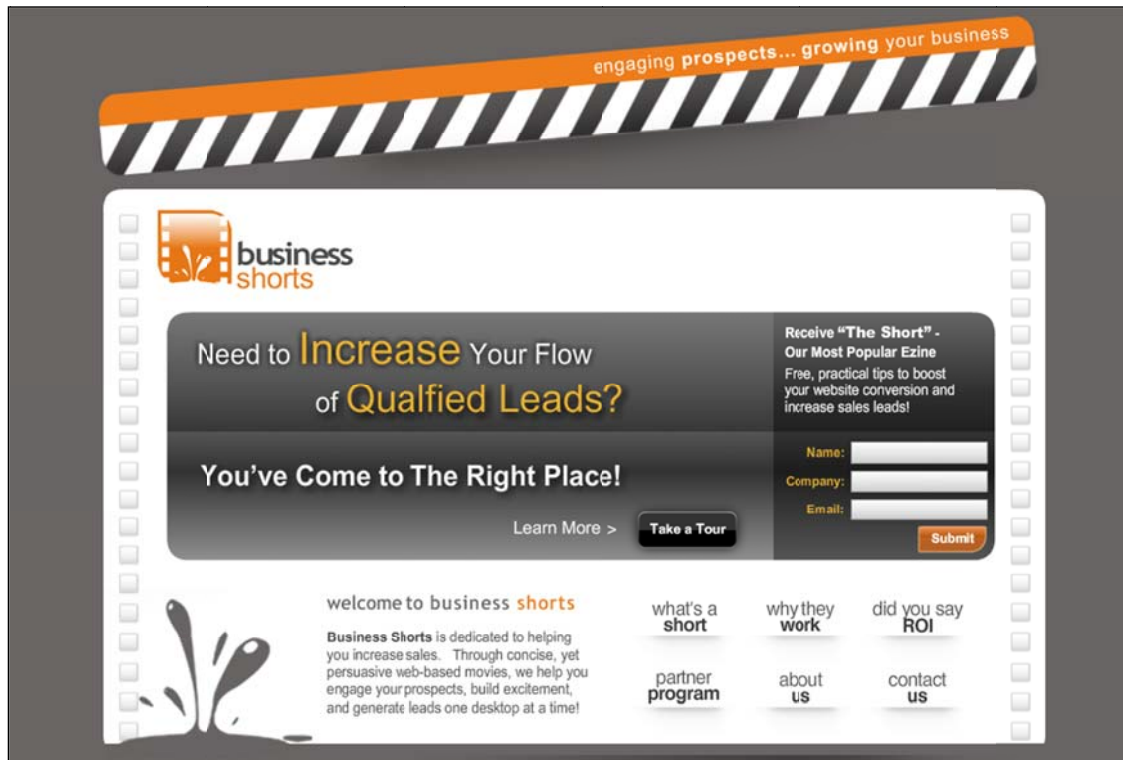 engaging prospects... growing your business
business
shorts
Need to Increase Your Flow
of Qualfied Leads?
You've Come to The Right Place!
Learn More >
Take a Tour
Receive “The Short” -
Our Most Popular Ezine
Free, practical tips to boost
your website conversion and
increase sales leads!
Name:
Company:
Email:
Submit
welcome to business shorts
Business Shorts is dedicated to helping
you increase sales. Through concise, yet
persuasive web-based movies, we help you
engage your prospects, build excitement,
and generate leads one desktop at a time!
what's a
short
why they
work
did you say
ROI
partner
program
about
us
contact
us